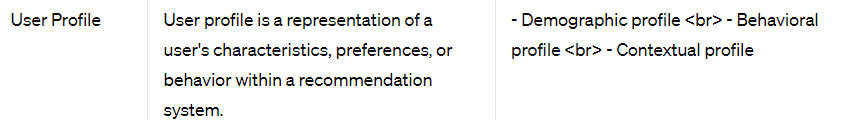 User Profile
User profile is a representation of a
user's characteristics, preferences, or
behavior within a recommendation
system.
- Demographic profile <br> - Behavioral
profile <br> - Contextual profile